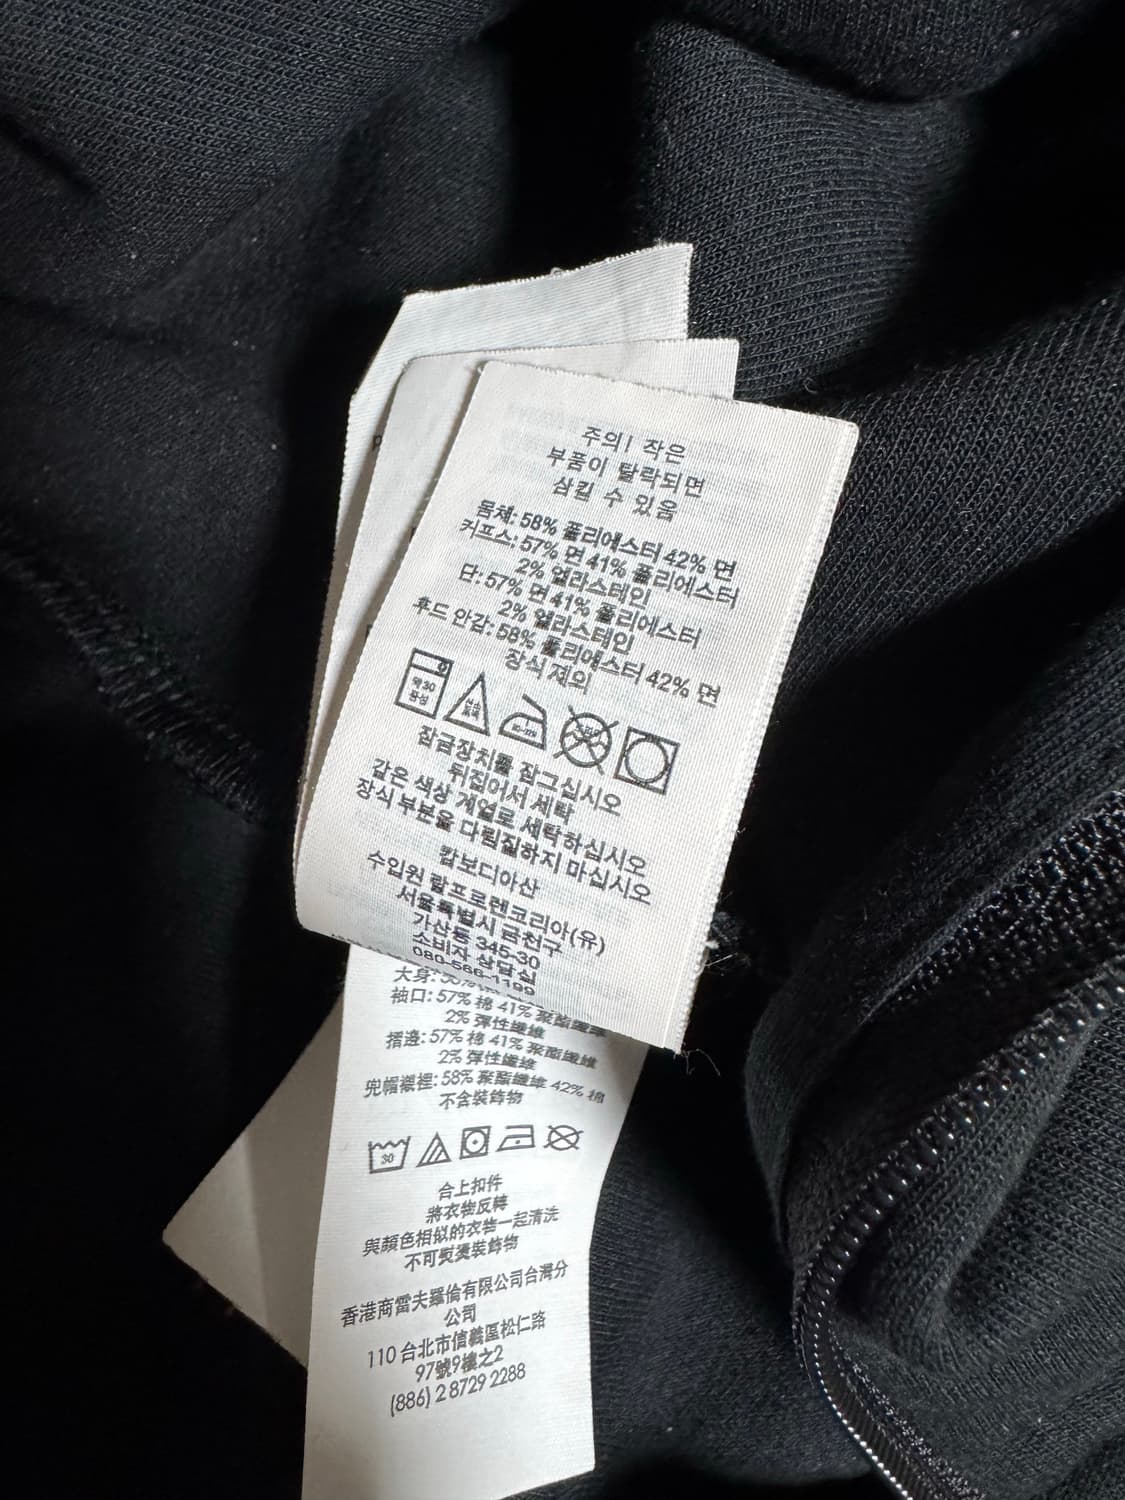 주의! 작은
부품이 탈락되면
삼킬 수 있음
몸체: 58% 폴리에스터 42% 면
커프스: 57% 면 41% 폴리에스터
2% 엘라스테인
단: 57% 면 41% 폴리에스터
2% 엘라스테인
후드 안감: 58% 폴리에스터 42% 면
장식 제외
약30
중성
잠금장치를 잠그십시오
뒤집어서 세탁
같은 색상 계열로 세탁하십시오
장식 부분을 다림질하지 마십시오
캄보디아산
수입원 랄프로렌코리아(유)
서울특별시 금천구
가산동 345-30
소비자 상담실
080-566-1199
大身: 58%
袖口: 57% 棉 41% 聚酯纖維
2% 彈性纖維
摺邊: 57% 棉 41% 聚酯纖維
2% 彈性纖維
兜帽襯裡: 58% 聚酯纖維 42% 棉
不含裝飾物
30
合上扣件
將衣物反轉
與顏色相似的衣物一起清洗
不可熨燙裝飾物
香港商雷夫羅倫有限公司台灣分
公司
110 台北市信義區松仁路
97號9樓之2
(886) 2 8729 2288